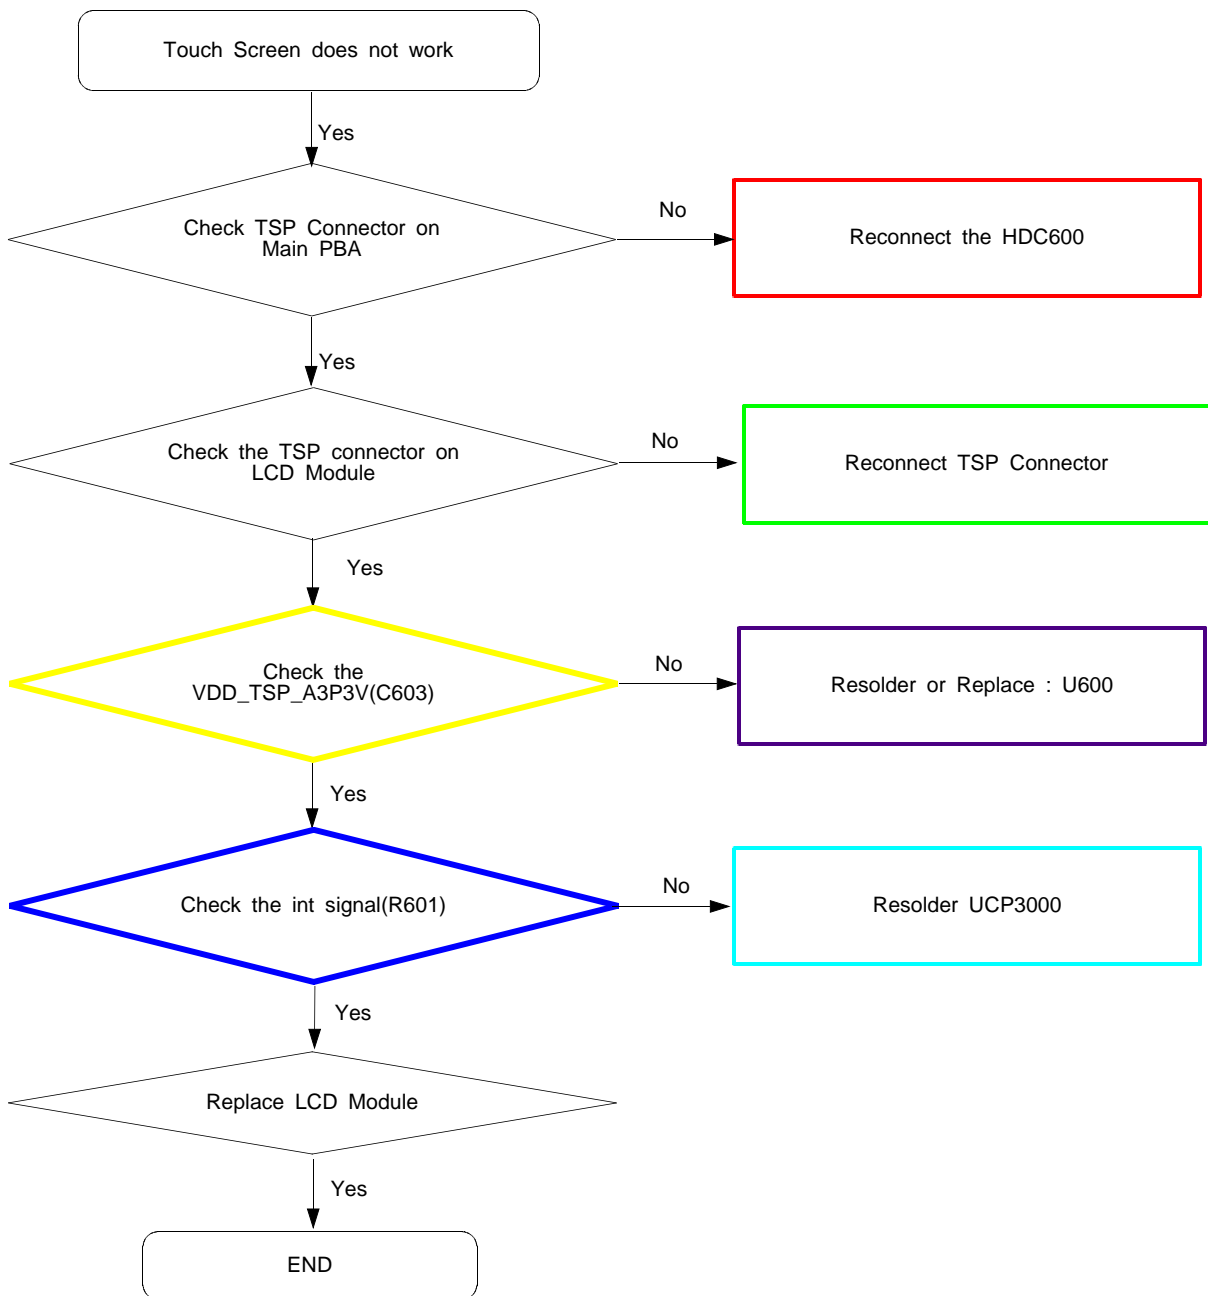 Touch Screen does not work
Yes
Check TSP Connector on
Main PBA
No
Reconnect the HDC600
Yes
Check the TSP connector on
LCD Module
No
Reconnect TSP Connector
Yes
Check the
VDD_TSP_A3P3V(C603)
No
Resolder or Replace : U600
Yes
Check the int signal(R601)
No
Resolder UCP3000
Yes
Replace LCD Module
Yes
END